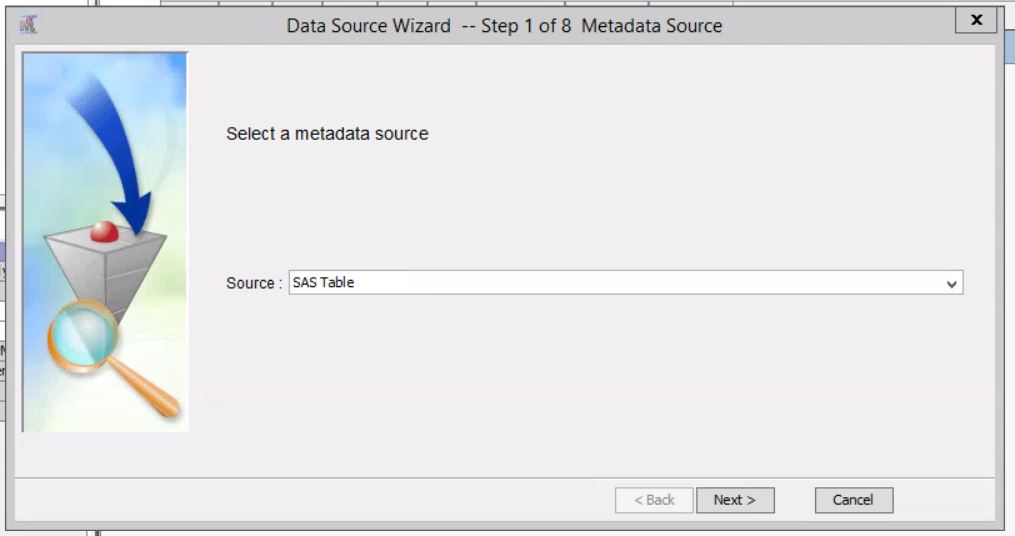 Data Source Wizard -- Step 1 of 8 Metadata Source
x
Select a metadata source
Source : SAS Table
< Back Next > Cancel